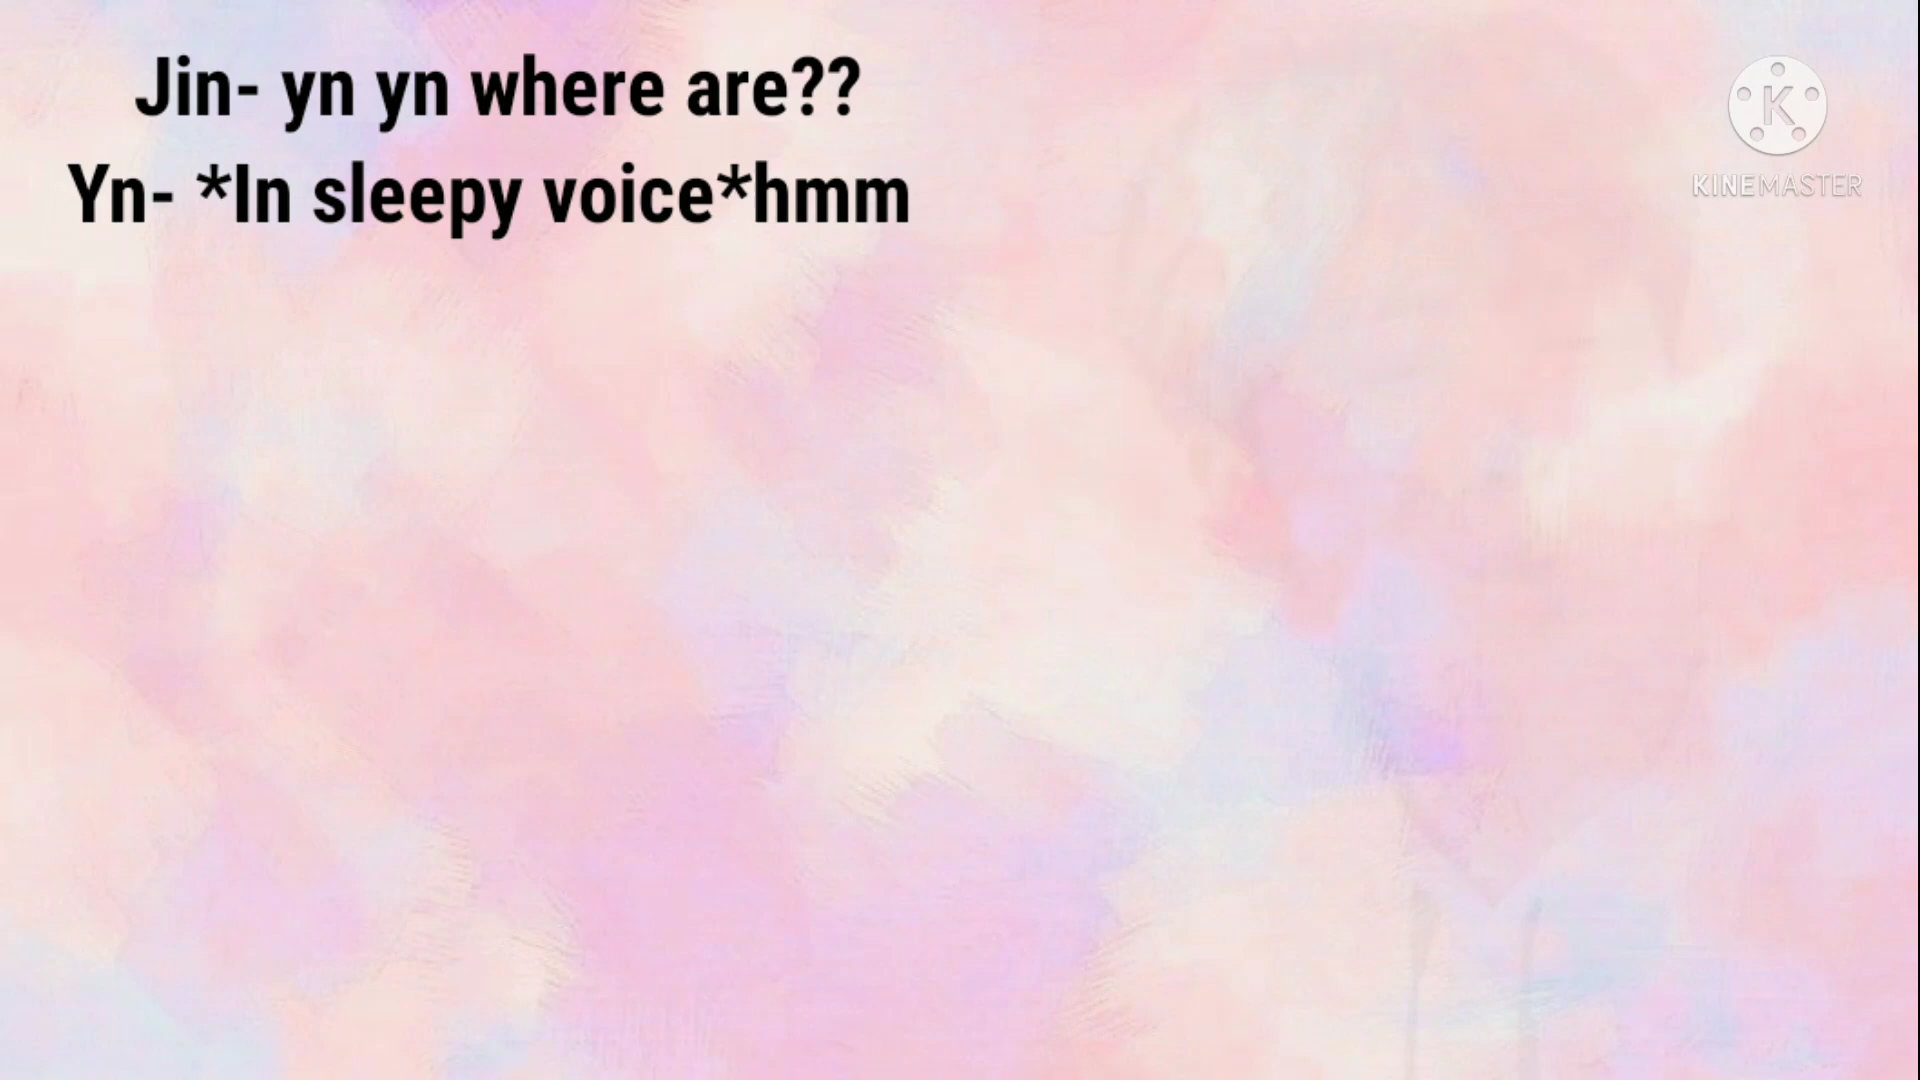 Jin- yn yn where are??
Yn- *In sleepy voice*hmm
K
KINEMASTER